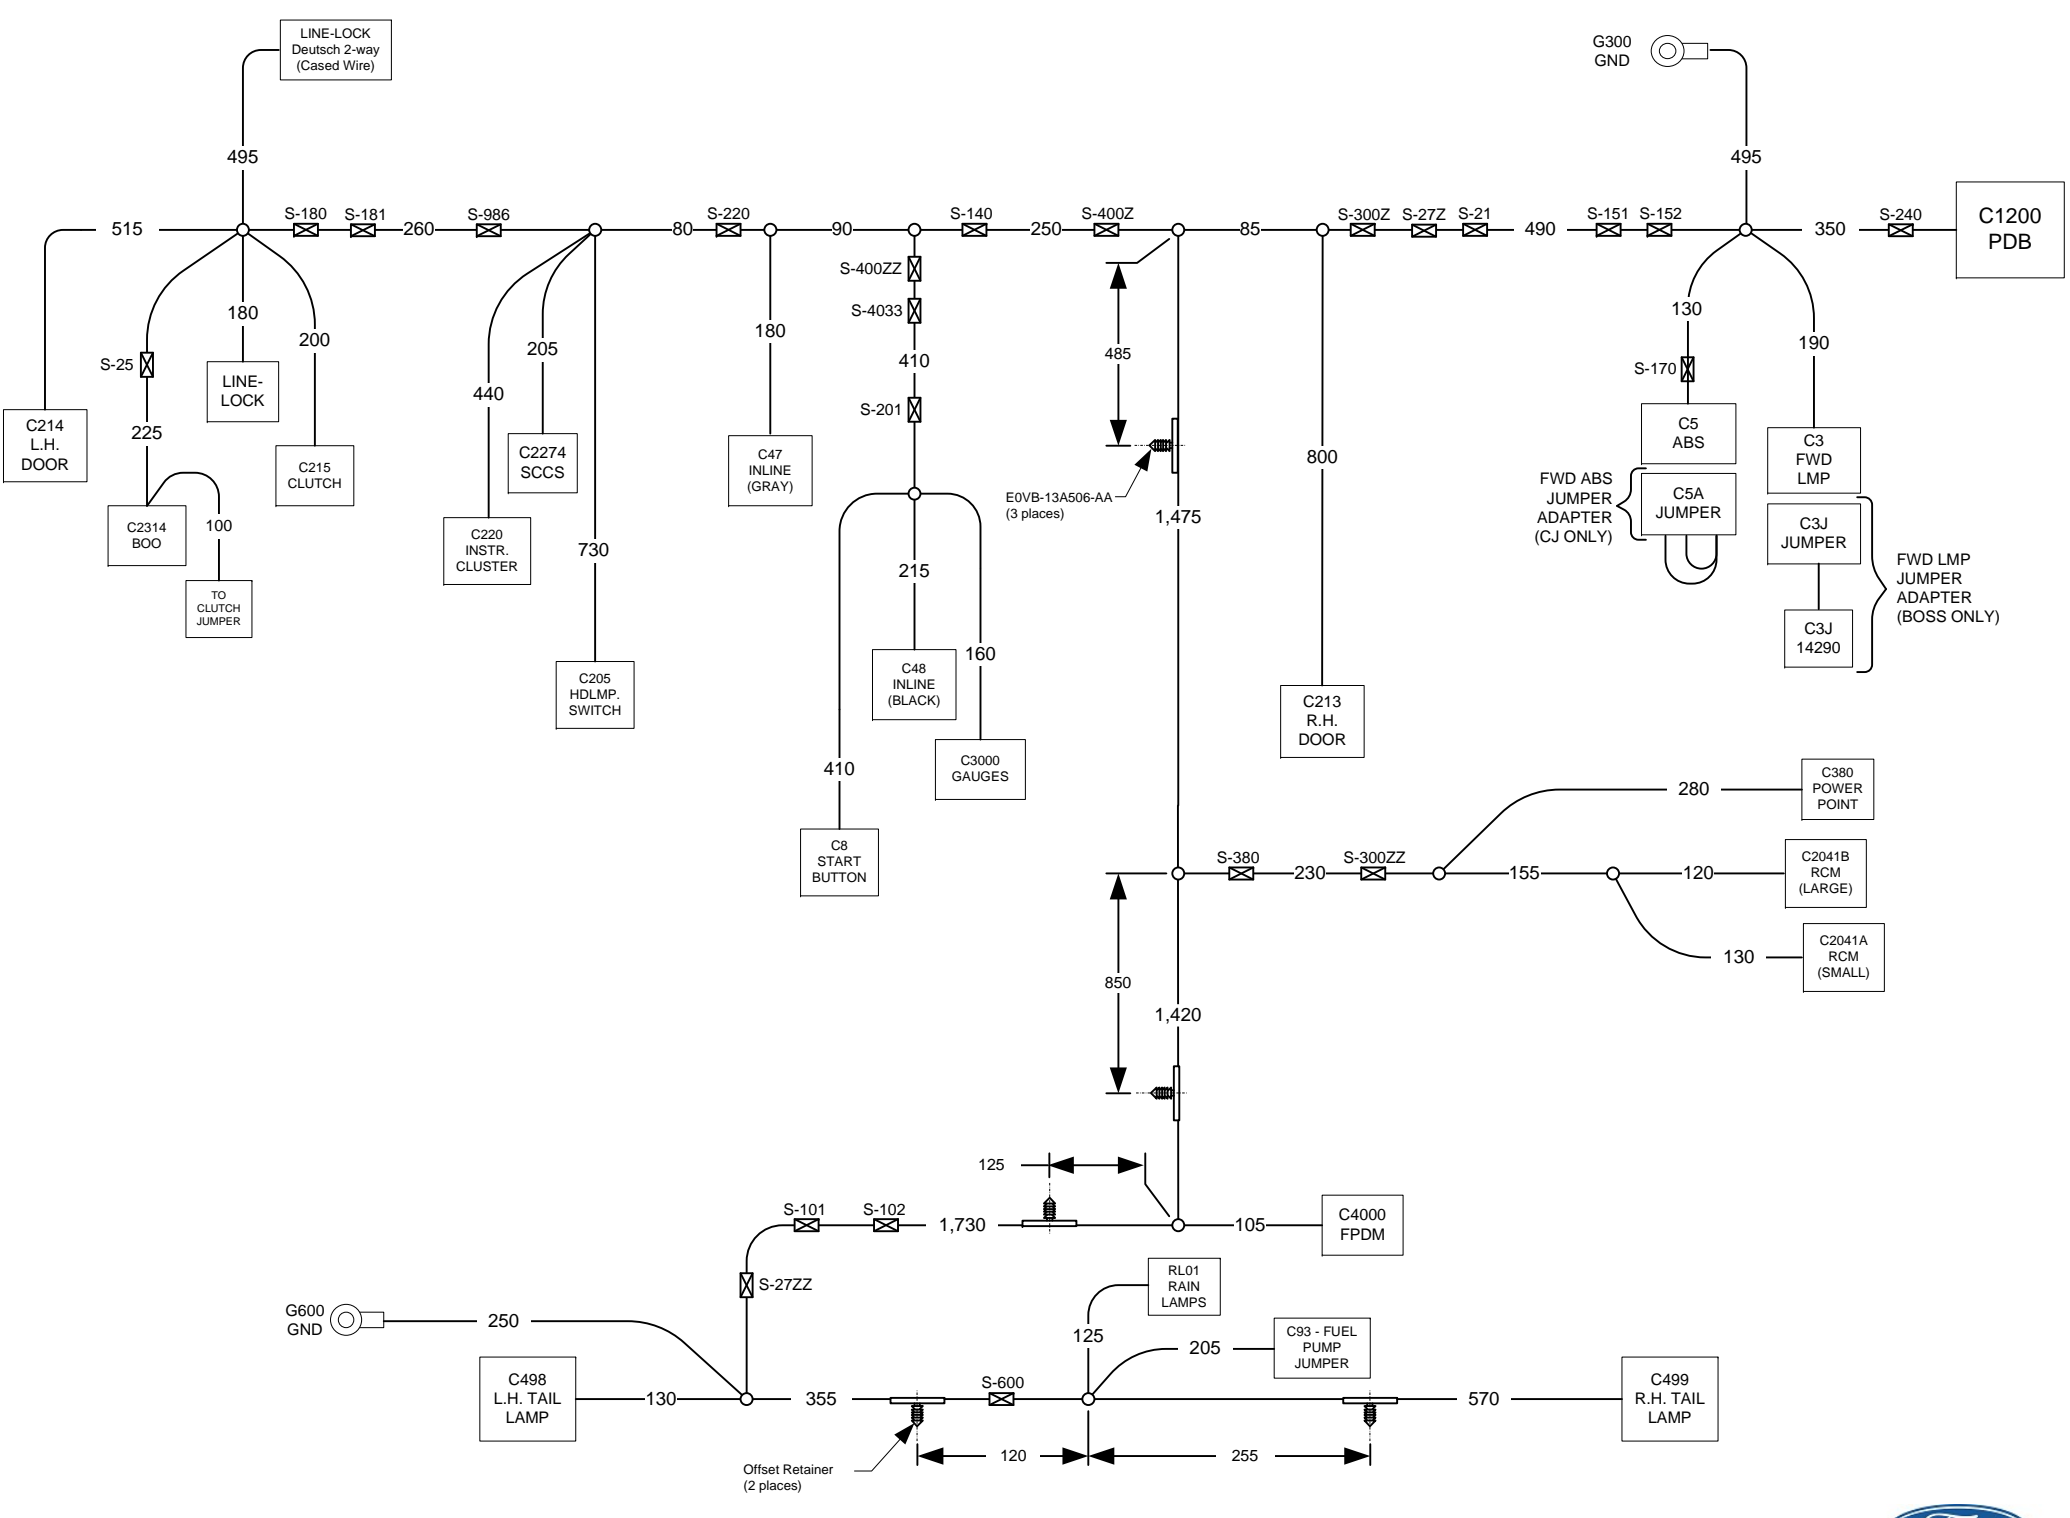 LINE-LOCK
Deutsch 2-way
(Cased Wire)
G300
GND
495
495
515
S-180
S-181
260
S-986
80
S-220
90
S-140
250
S-400Z
85
S-300Z
S-27Z
S-21
490
S-151
S-152
350
S-240
C1200
PDB
S-25
225
180
200
C214
L.H.
DOOR
LINE-
LOCK
C215
CLUTCH
C2314
BOO
100
TO
CLUTCH
JUMPER
440
205
730
C2274
SCCS
C220
INSTR.
CLUSTER
C205
HDLMP.
SWITCH
180
C47
INLINE
(GRAY)
S-400ZZ
S-4033
410
S-201
215
160
410
C48
INLINE
(BLACK)
C3000
GAUGES
C8
START
BUTTON
485
E0VB-13A506-AA
(3 places)
1,475
800
C213
R.H.
DOOR
130
S-170
190
C5
ABS
C3
FWD
LMP
FWD ABS
JUMPER
ADAPTER
(CJ ONLY)
C5A
JUMPER
C3J
JUMPER
C3J
14290
FWD LMP
JUMPER
ADAPTER
(BOSS ONLY)
280
C380
POWER
POINT
S-380
230
S-300ZZ
155
120
C2041B
RCM
(LARGE)
130
C2041A
RCM
(SMALL)
850
1,420
125
S-101
S-102
1,730
105
C4000
FPDM
S-27ZZ
G600
GND
250
RL01
RAIN
LAMPS
125
205
C93 - FUEL
PUMP
JUMPER
C498
L.H. TAIL
LAMP
130
355
S-600
570
C499
R.H. TAIL
LAMP
120
255
Offset Retainer
(2 places)